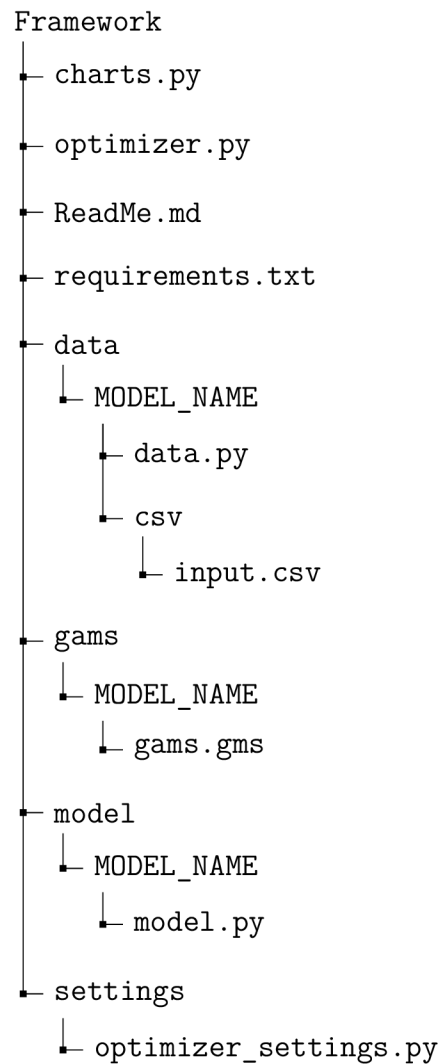 Framework
charts.py
optimizer.py
ReadMe.md
requirements.txt
data
MODEL_NAME
data.py
csv
input.csv
gams
MODEL_NAME
gams.gms
model
MODEL_NAME
model.py
settings
optimizer_settings.py